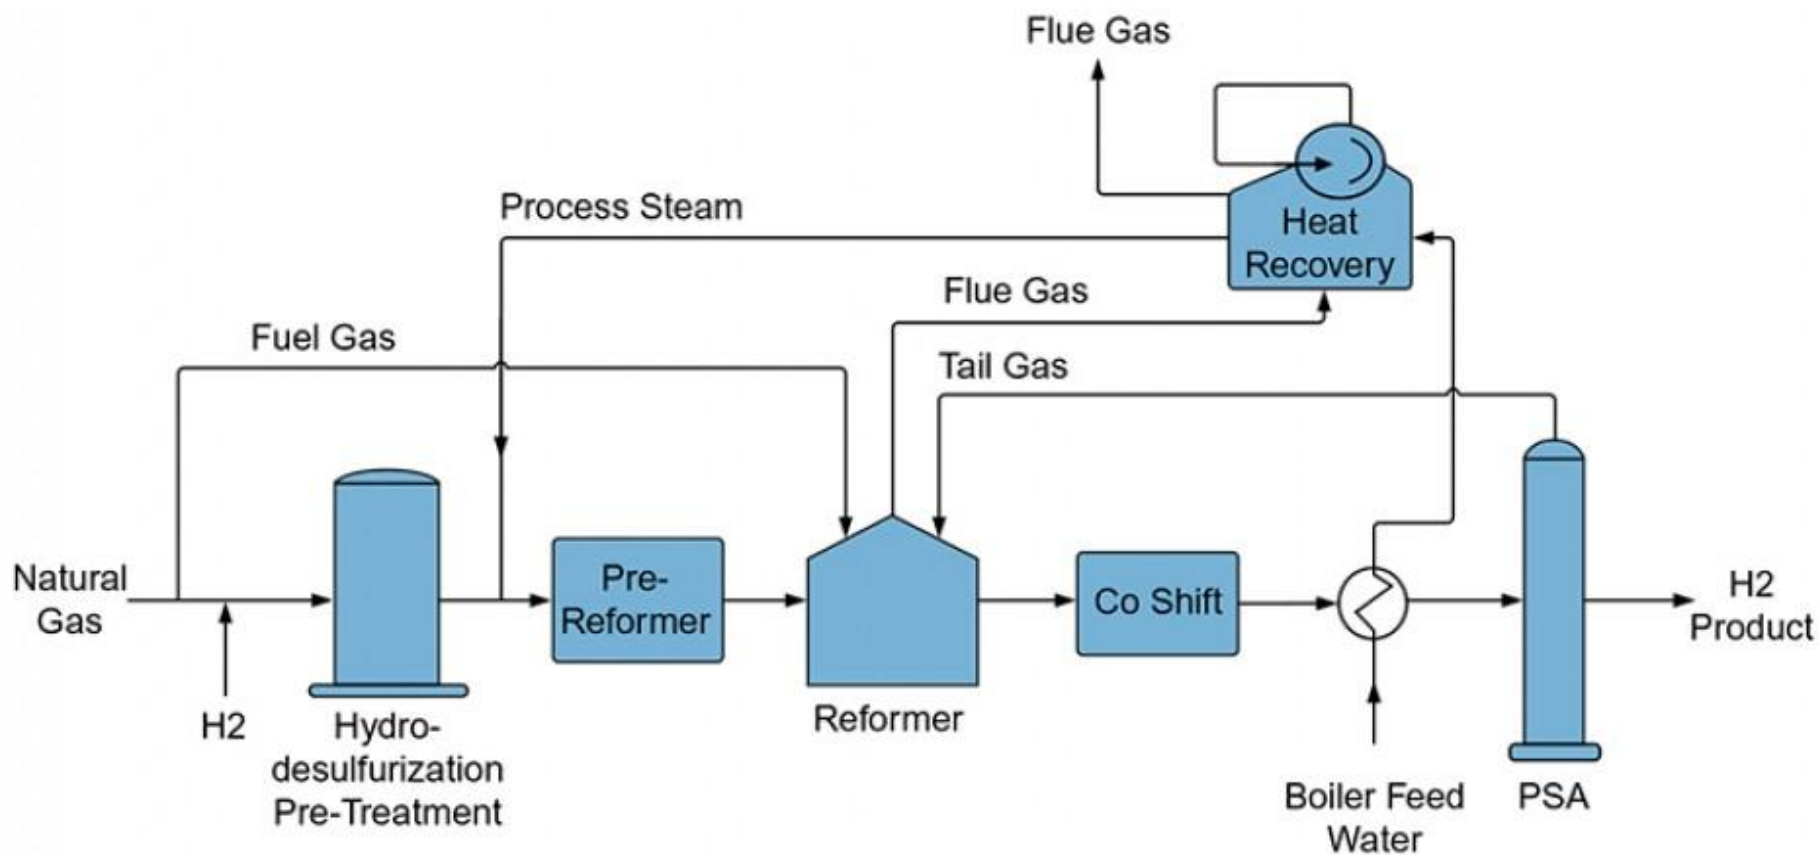 Flue Gas
Process Steam
Heat
Recovery
Flue Gas
Fuel Gas
Tail Gas
Natural
Gas
H2
Hydro-
desulfurization
Pre-Treatment
Pre-
Reformer
Reformer
Co Shift
Boiler Feed
Water
PSA
H2
Product